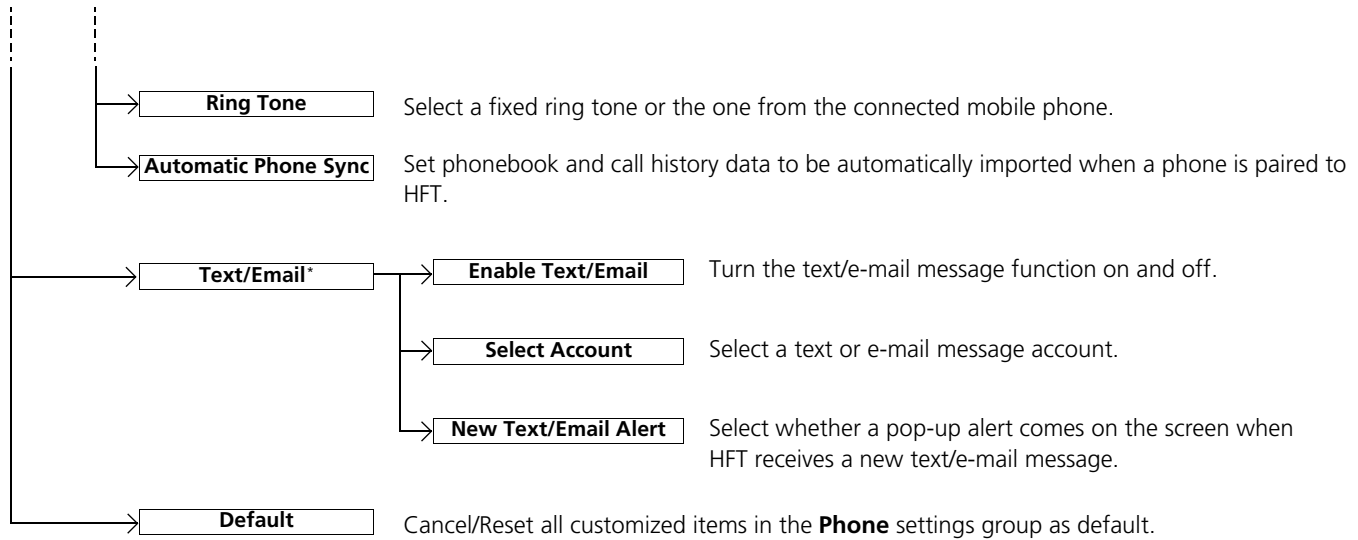 Ring Tone
Select a fixed ring tone or the one from the connected mobile phone.
Automatic Phone Sync
Set phonebook and call history data to be automatically imported when a phone is paired to
HFT.
Text/Email*
Enable Text/Email
Turn the text/e-mail message function on and off.
Select Account
Select a text or e-mail message account.
New Text/Email Alert
Select whether a pop-up alert comes on the screen when
HFT receives a new text/e-mail message.
Default
Cancel/Reset all customized items in the Phone settings group as default.